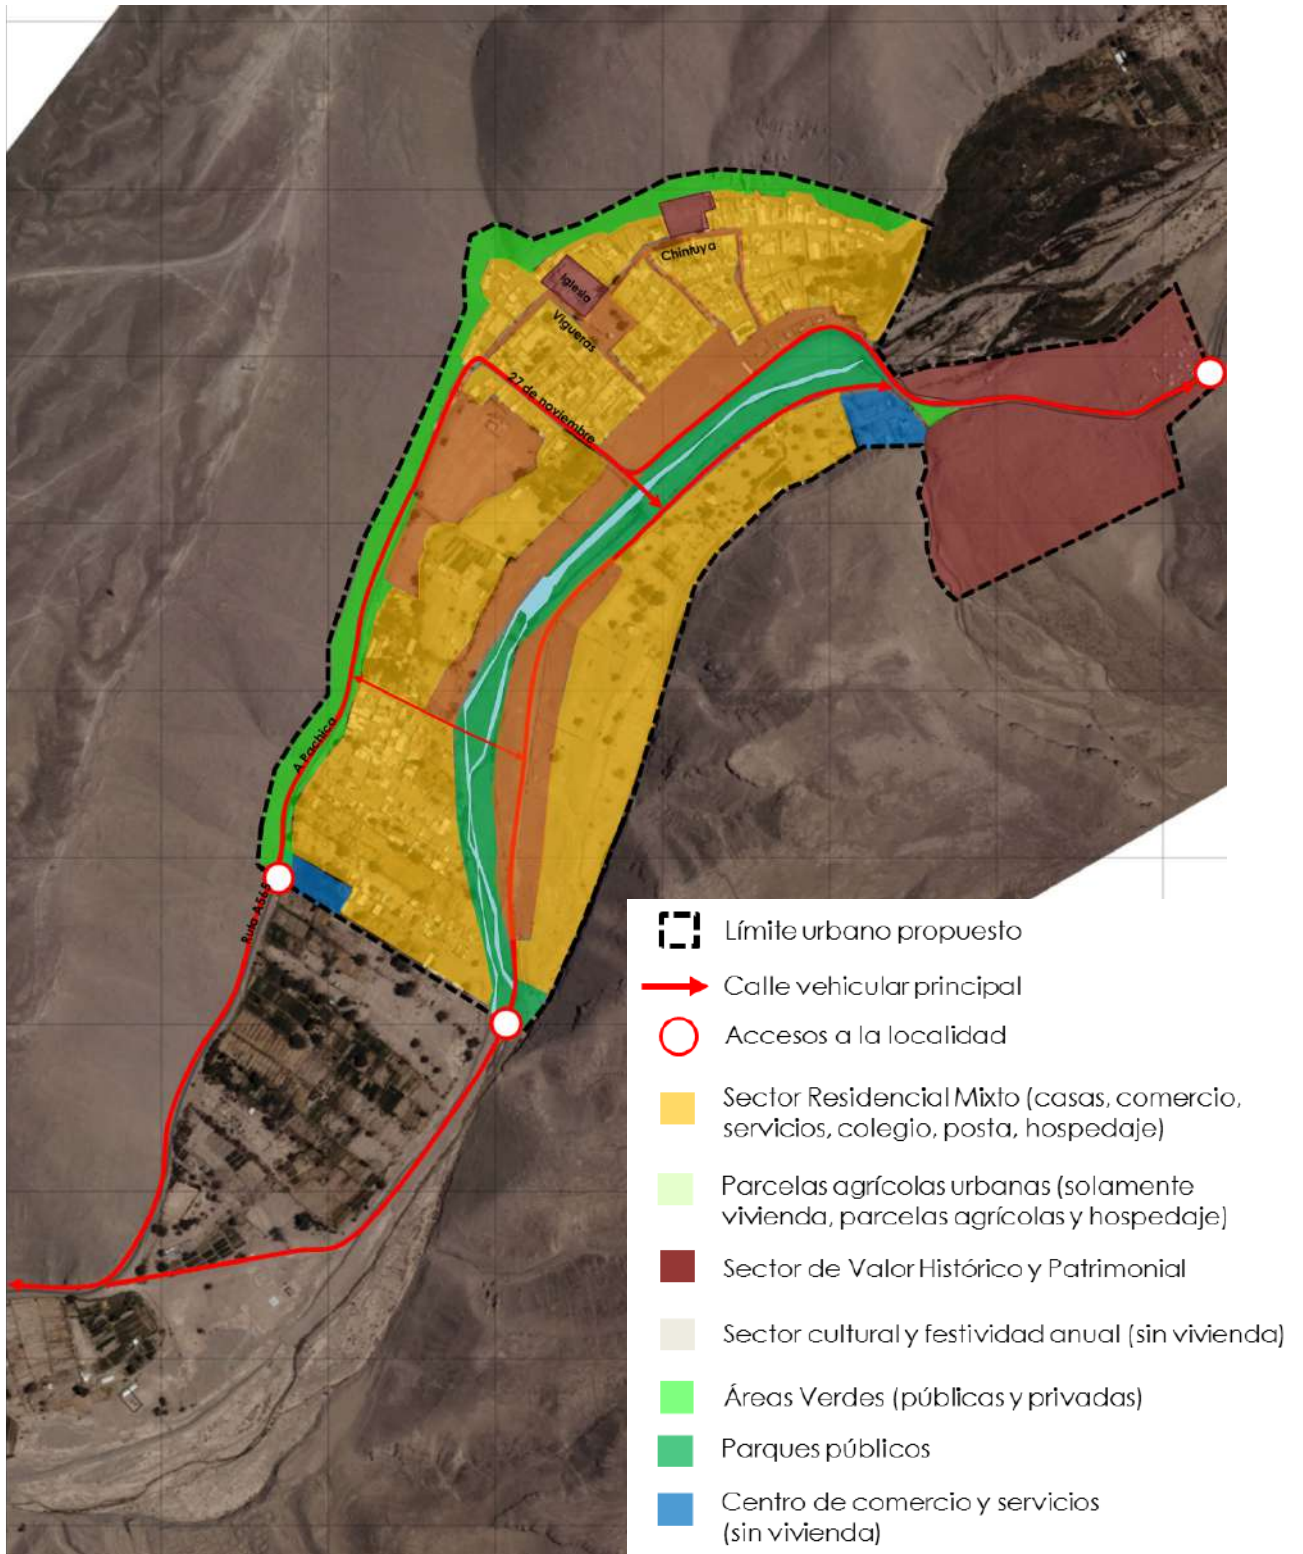 Chintuya
Iglesia
Vigueras
27 de noviembre
A Pachica
Ruta A565
Límite urbano propuesto
Calle vehicular principal
Accesos a la localidad
Sector Residencial Mixto (casas, comercio,
servicios, colegio, posta, hospedaje)
Parcelas agrícolas urbanas (solamente
vivienda, parcelas agrícolas y hospedaje)
Sector de Valor Histórico y Patrimonial
Sector cultural y festividad anual (sin vivienda)
Áreas Verdes (públicas y privadas)
Parques públicos
Centro de comercio y servicios
(sin vivienda)